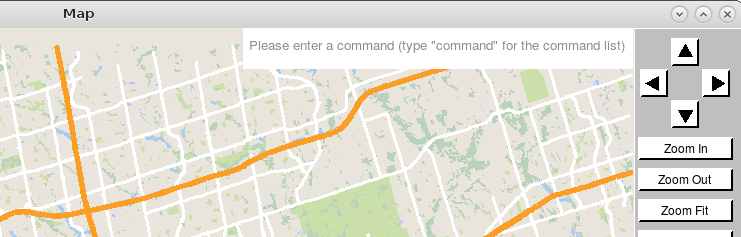 Map
Please enter a command (type "command" for the command list)
Zoom In
Zoom Out
Zoom Fit